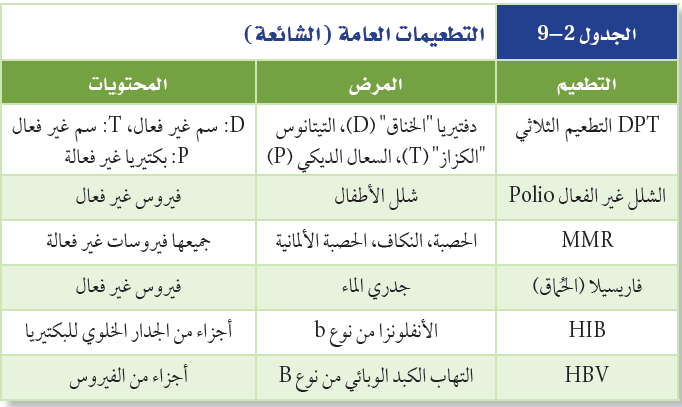 الجدول 2–9 التطعيمات العامة (الشائعة)
التطعيم المرض المحتويات
DPT التطعيم الثلاثي دفتيريا "الخناق" (D)، التيتانوس "الكزاز" (T)، السعال الديكي (P) D: سم غير فعال، T: سم غير فعال P: بكتيريا غير فعالة
الشلل غير الفعال Polio شلل الأطفال فيروس غير فعال
MMR الحصبة، النكاف، الحصبة الألمانية جميعها فيروسات غير فعالة
فاريسيلا (الحُماق) جدري الماء فيروس غير فعال
HIB الأنفلونزا من نوع b أجزاء من الجدار الخلوي للبكتيريا
HBV التهاب الكبد الوبائي من نوع B أجزاء من الفيروس